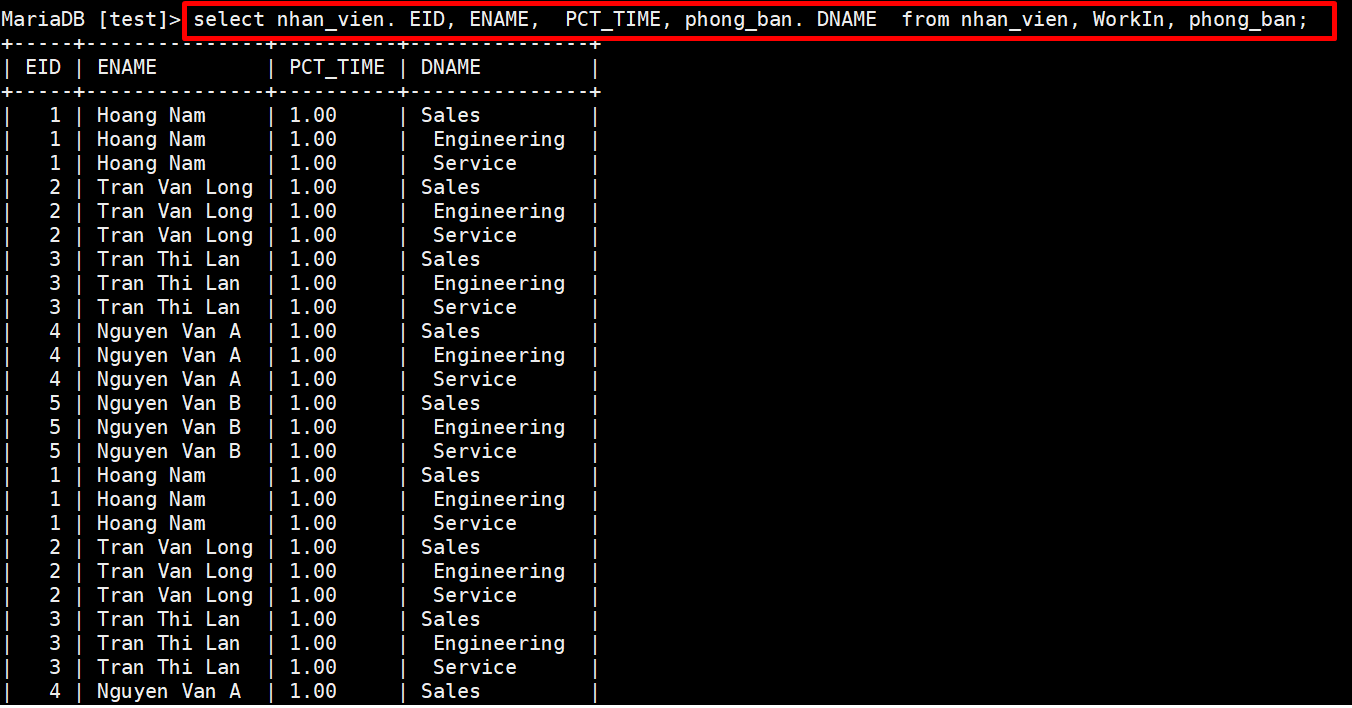 MariaDB [test]> select nhan_vien. EID, ENAME,  PCT_TIME, phong_ban. DNAME  from nhan_vien, WorkIn, phong_ban;
+-----+---------------+----------+---------------+
| EID | ENAME         | PCT_TIME | DNAME         |
+-----+---------------+----------+---------------+
|   1 | Hoang Nam     | 1.00     | Sales         |
|   1 | Hoang Nam     | 1.00     |  Engineering  |
|   1 | Hoang Nam     | 1.00     |  Service      |
|   2 | Tran Van Long | 1.00     | Sales         |
|   2 | Tran Van Long | 1.00     |  Engineering  |
|   2 | Tran Van Long | 1.00     |  Service      |
|   3 | Tran Thi Lan  | 1.00     | Sales         |
|   3 | Tran Thi Lan  | 1.00     |  Engineering  |
|   3 | Tran Thi Lan  | 1.00     |  Service      |
|   4 | Nguyen Van A  | 1.00     | Sales         |
|   4 | Nguyen Van A  | 1.00     |  Engineering  |
|   4 | Nguyen Van A  | 1.00     |  Service      |
|   5 | Nguyen Van B  | 1.00     | Sales         |
|   5 | Nguyen Van B  | 1.00     |  Engineering  |
|   5 | Nguyen Van B  | 1.00     |  Service      |
|   1 | Hoang Nam     | 1.00     | Sales         |
|   1 | Hoang Nam     | 1.00     |  Engineering  |
|   1 | Hoang Nam     | 1.00     |  Service      |
|   2 | Tran Van Long | 1.00     | Sales         |
|   2 | Tran Van Long | 1.00     |  Engineering  |
|   2 | Tran Van Long | 1.00     |  Service      |
|   3 | Tran Thi Lan  | 1.00     | Sales         |
|   3 | Tran Thi Lan  | 1.00     |  Engineering  |
|   3 | Tran Thi Lan  | 1.00     |  Service      |
|   4 | Nguyen Van A  | 1.00     | Sales         |